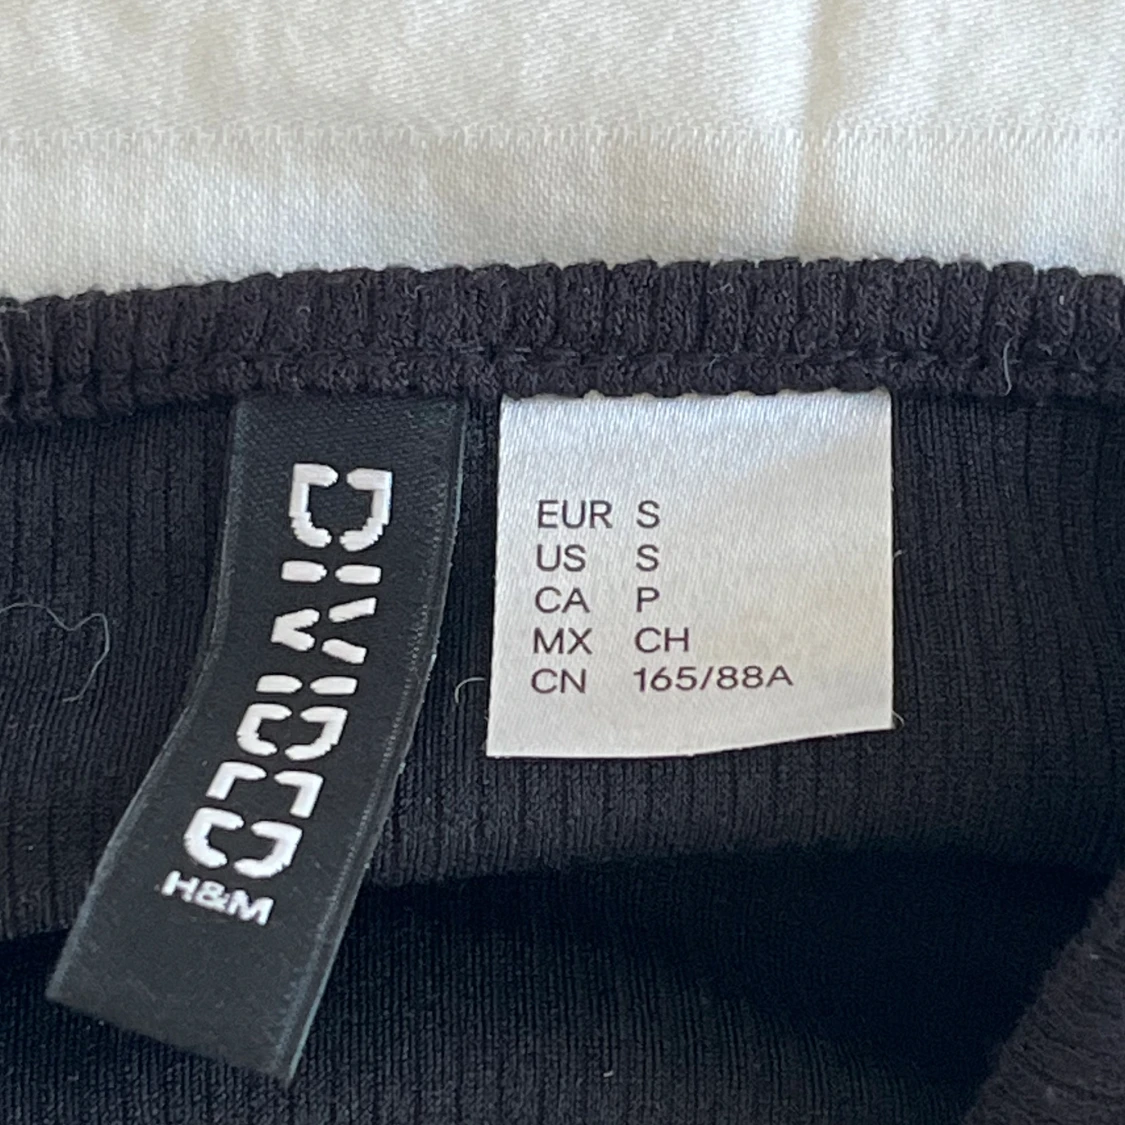 DIVIDED
H&M
EUR S
US S
CA P
MX CH
CN 165/88A